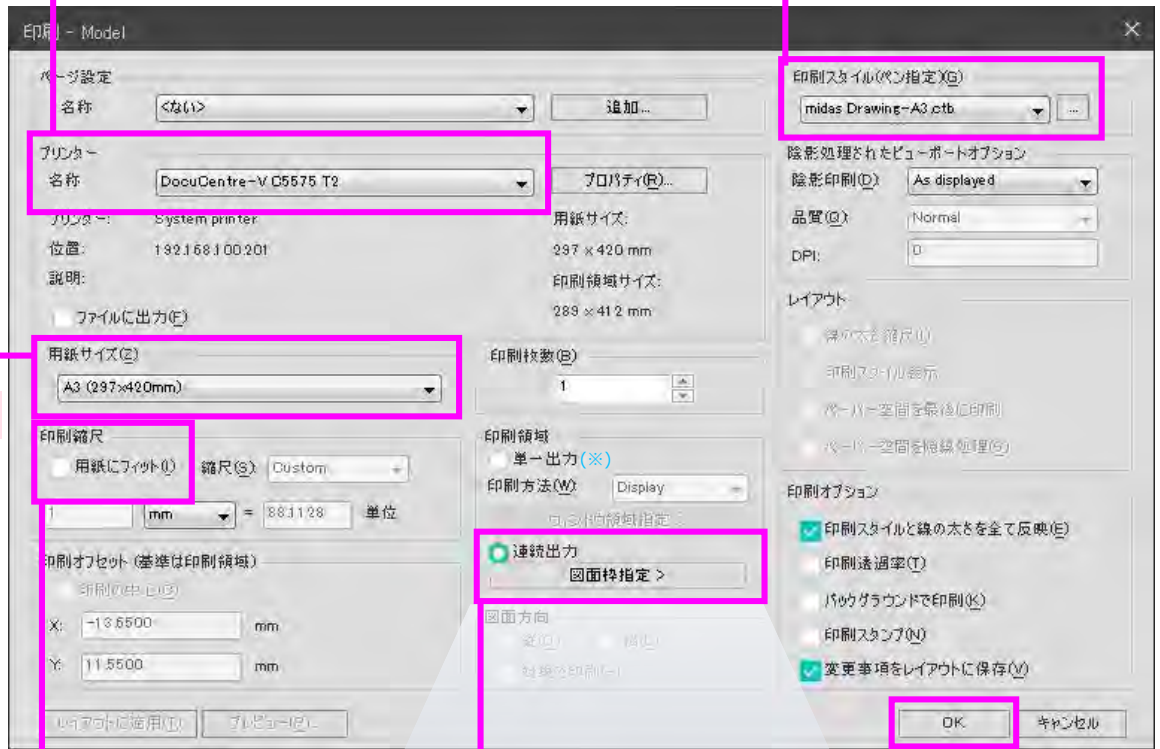 印刷 - Model
ページ設定
名称 <ない> 追加...
プリンター
名称 DocuCentre-V C5575 T2 プロパティ(R)...
プリンター: System printer
位置: 192.168.100.201
説明:
ファイルに出力(F)
用紙サイズ:
297 x 420 mm
印刷領域サイズ:
289 x 412 mm
用紙サイズ(Z)
A3 (297x420mm)
印刷枚数(B)
1
印刷縮尺
用紙にフィット(I) 縮尺(S) Custom
1 mm = 88.1128 単位
印刷領域
単一出力(※)
印刷方法(W) Display
連続出力
図面枠指定 >
印刷オフセット (基準は印刷領域)
X: -13.6500 mm
Y: 11.5500 mm
図面方向
プレビュー(P)...
印刷スタイル(ペン指定)(G)
midas Drawing-A3.ctb ...
陰影処理されたビューポートオプション
陰影印刷(D) As displayed
品質(Q) Normal
DPI: 0
レイアウト
印刷スタイル表示
ペーパー空間を最後に印刷
印刷オプション
印刷スタイルと線の太さを全て反映(E)
印刷透過率(T)
バックグラウンドで印刷(K)
印刷スタンプ(N)
変更事項をレイアウトに保存(V)
OK キャンセル